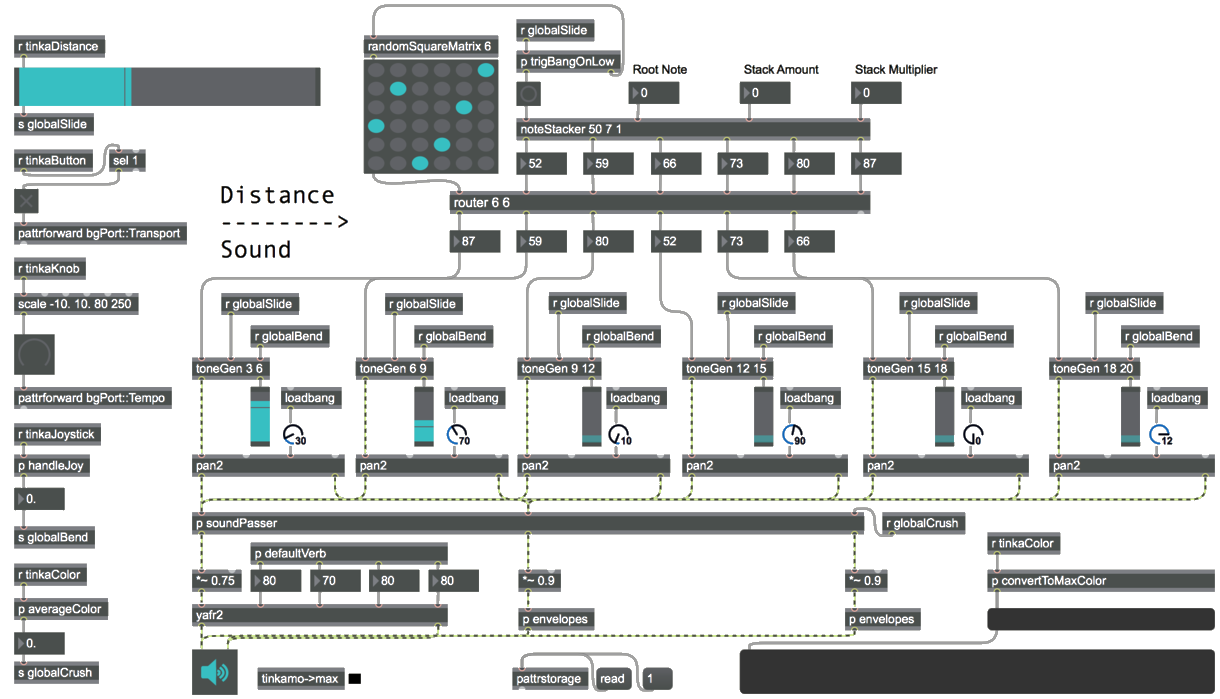 r tinkaDistance
s globalSlide
r tinkaButton
sel 1
pattrforward bgPort::Transport
r tinkaKnob
scale -10. 10. 80 250
pattrforward bgPort::Tempo
r tinkaJoystick
p handleJoy
0.
s globalBend
r tinkaColor
p averageColor
0.
s globalCrush
Distance
-------->
Sound
randomSquareMatrix 6
r globalSlide
p trigBangOnLow
Root Note
Stack Amount
Stack Multiplier
0
0
0
noteStacker 50 7 1
52
59
66
73
80
87
router 6 6
87
59
80
52
73
66
r globalSlide
r globalSlide
r globalSlide
r globalSlide
r globalSlide
r globalSlide
r globalBend
r globalBend
r globalBend
r globalBend
r globalBend
r globalBend
toneGen 3 6
toneGen 6 9
toneGen 9 12
toneGen 12 15
toneGen 15 18
toneGen 18 20
loadbang
loadbang
loadbang
loadbang
loadbang
loadbang
30
70
10
90
0
12
pan2
pan2
pan2
pan2
pan2
pan2
p soundPasser
r globalCrush
p defaultVerb
*~ 0.75
80
70
80
80
*~ 0.9
*~ 0.9
yafr2
p envelopes
p envelopes
r tinkaColor
p convertToMaxColor
tinkamo->max
pattrstorage
read
1